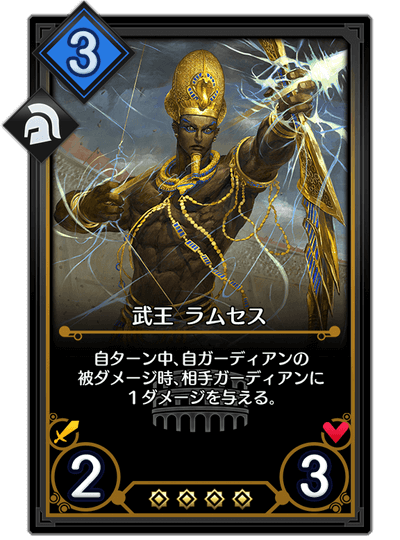 3
武王 ラムセス
自ターン中、自ガーディアンの
被ダメージ時、相手ガーディアンに
1ダメージを与える。
2
3